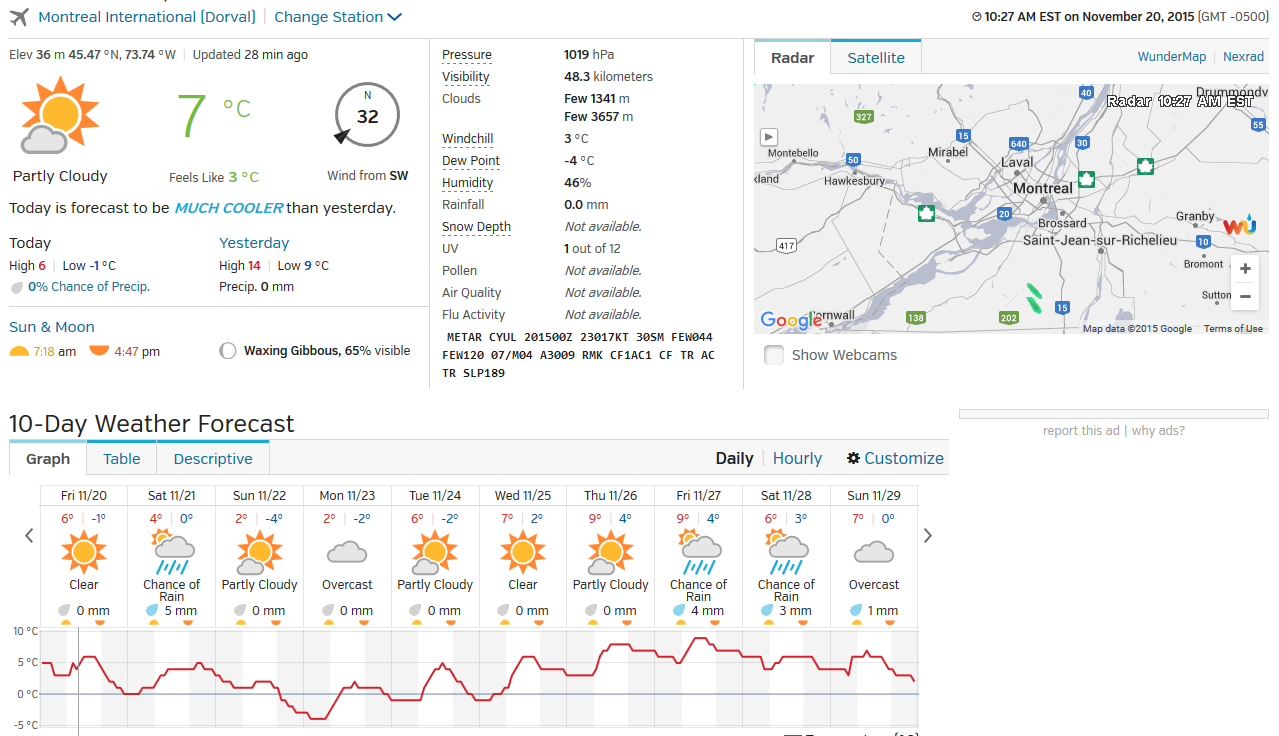 Montreal International (Dorval) | Change Station
10:27 AM EST on November 20, 2015 (GMT -0500)
Elev 36 m 45.47 °N, 73.74 °W | Updated 28 min ago
Partly Cloudy
7 °C
Feels Like 3 °C
N
32
Wind from SW
Today is forecast to be MUCH COOLER than yesterday.
Today
High 6 | Low -1 °C
0% Chance of Precip.
Yesterday
High 14 | Low 9 °C
Precip. 0 mm
Sun & Moon
7:18 am
4:47 pm
Waxing Gibbous, 65% visible
Pressure 1019 hPa
Visibility 48.3 kilometers
Clouds Few 1341 m
Few 3657 m
Windchill 3 °C
Dew Point -4 °C
Humidity 46%
Rainfall 0.0 mm
Snow Depth Not available.
UV 1 out of 12
Pollen Not available.
Air Quality Not available.
Flu Activity Not available.
METAR CYUL 201500Z 23017KT 30SM FEW044
FEW120 07/M04 A3009 RMK CF1AC1 CF TR AC
TR SLP189
Radar Satellite
WunderMap | Nexrad
40
Drummondv
Radar 10:27 AM EST
327
55
15
640
30
Montebello
50
Mirabel
Laval
kland
Hawkesbury
Montreal
20
Brossard
Granby
WU
417
Saint-Jean-sur-Richelieu
10
Bromont
+
Sutton
−
15
Google
Cornwall
138
202
Map data ©2015 Google Terms of Use
Show Webcams
10-Day Weather Forecast
report this ad | why ads?
Graph Table Descriptive
Daily | Hourly Customize
Fri 11/20 Sat 11/21 Sun 11/22 Mon 11/23 Tue 11/24 Wed 11/25 Thu 11/26 Fri 11/27 Sat 11/28 Sun 11/29
6° | -1° 4° | 0° 2° | -4° 2° | -2° 6° | -2° 7° | 2° 9° | 4° 9° | 4° 6° | 3° 7° | 0°
Clear Chance of Rain Partly Cloudy Overcast Partly Cloudy Clear Partly Cloudy Chance of Rain Chance of Rain Overcast
0 mm 5 mm 0 mm 0 mm 0 mm 0 mm 0 mm 4 mm 3 mm 1 mm
10 °C
5 °C
0 °C
-5 °C